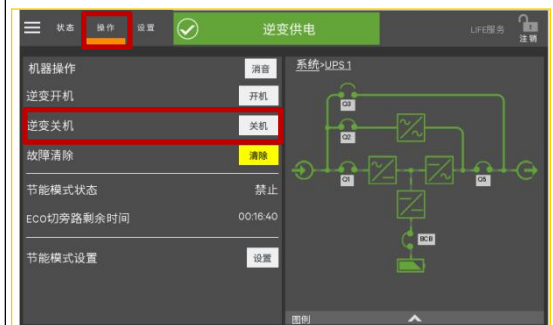 状态 操作 设置 逆变供电 LIFE服务 注销
机器操作 消音
逆变开机 开机
逆变关机 关机
故障清除 清除
节能模式状态 禁止
ECO切旁路剩余时间 00:16:40
节能模式设置 设置
系统>UPS 1
Q3
Q2
Q1
Q5
BCB
图例